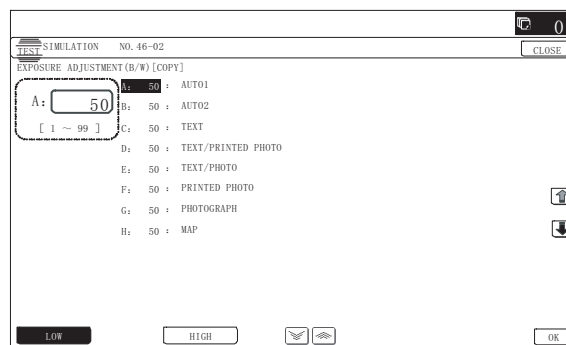 0
TEST SIMULATION NO. 46-02 CLOSE
EXPOSURE ADJUSTMENT(B/W)[COPY]
A: 50
[ 1 ~ 99 ]
A: 50 : AUTO1
B: 50 : AUTO2
C: 50 : TEXT
D: 50 : TEXT/PRINTED PHOTO
E: 50 : TEXT/PHOTO
F: 50 : PRINTED PHOTO
G: 50 : PHOTOGRAPH
H: 50 : MAP
LOW HIGH OK